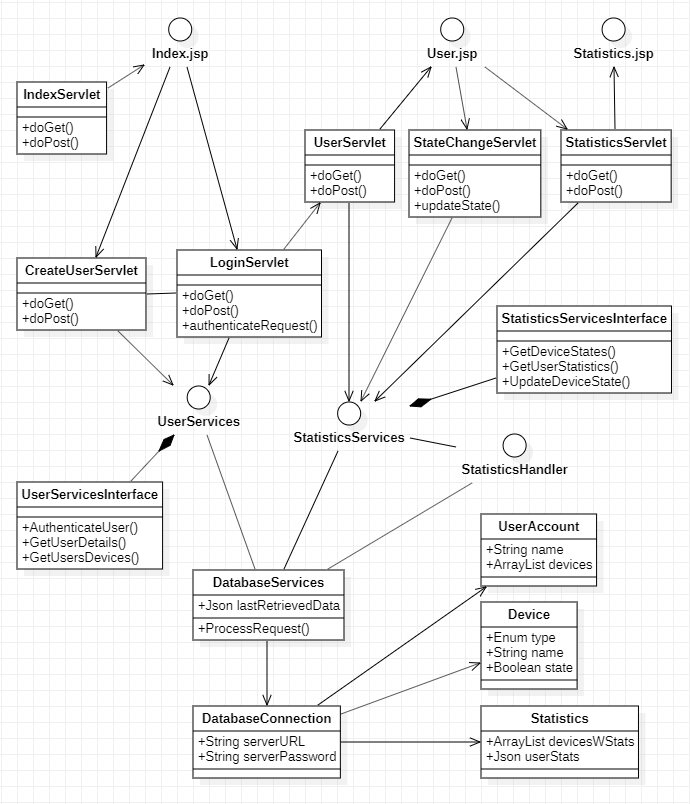 Index.jsp
User.jsp
Statistics.jsp
IndexServlet
+doGet()
+doPost()
UserServlet
+doGet()
+doPost()
StateChangeServlet
+doGet()
+doPost()
+updateState()
StatisticsServlet
+doGet()
+doPost()
CreateUserServlet
+doGet()
+doPost()
LoginServlet
+doGet()
+doPost()
+authenticateRequest()
StatisticsServicesInterface
+GetDeviceStates()
+GetUserStatistics()
+UpdateDeviceState()
UserServices
StatisticsServices
StatisticsHandler
UserServicesInterface
+AuthenticateUser()
+GetUserDetails()
+GetUsersDevices()
UserAccount
+String name
+ArrayList devices
DatabaseServices
+Json lastRetrievedData
+ProcessRequest()
Device
+Enum type
+String name
+Boolean state
DatabaseConnection
+String serverURL
+String serverPassword
Statistics
+ArrayList devicesWStats
+Json userStats